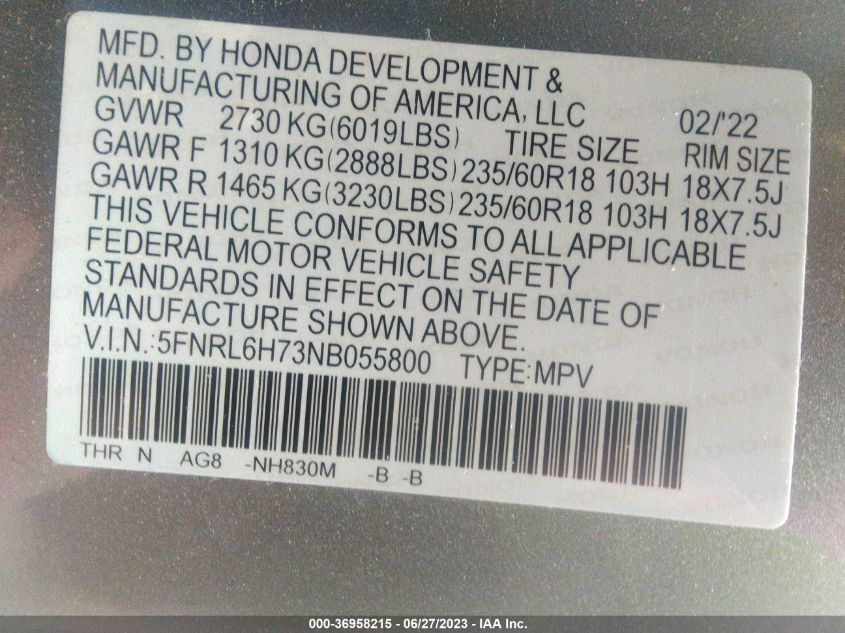 MFD. BY HONDA DEVELOPMENT &
MANUFACTURING OF AMERICA, LLC 02/'22
GVWR 2730 KG(6019LBS) TIRE SIZE RIM SIZE
GAWR F 1310 KG(2888LBS) 235/60R18 103H 18X7.5J
GAWR R 1465 KG(3230LBS) 235/60R18 103H 18X7.5J
THIS VEHICLE CONFORMS TO ALL APPLICABLE
FEDERAL MOTOR VEHICLE SAFETY
STANDARDS IN EFFECT ON THE DATE OF
MANUFACTURE SHOWN ABOVE.
V.I.N.:5FNRL6H73NB055800 TYPE:MPV
THR N AG8 -NH830M -B -B
000-36958215 - 06/27/2023 - IAA Inc.